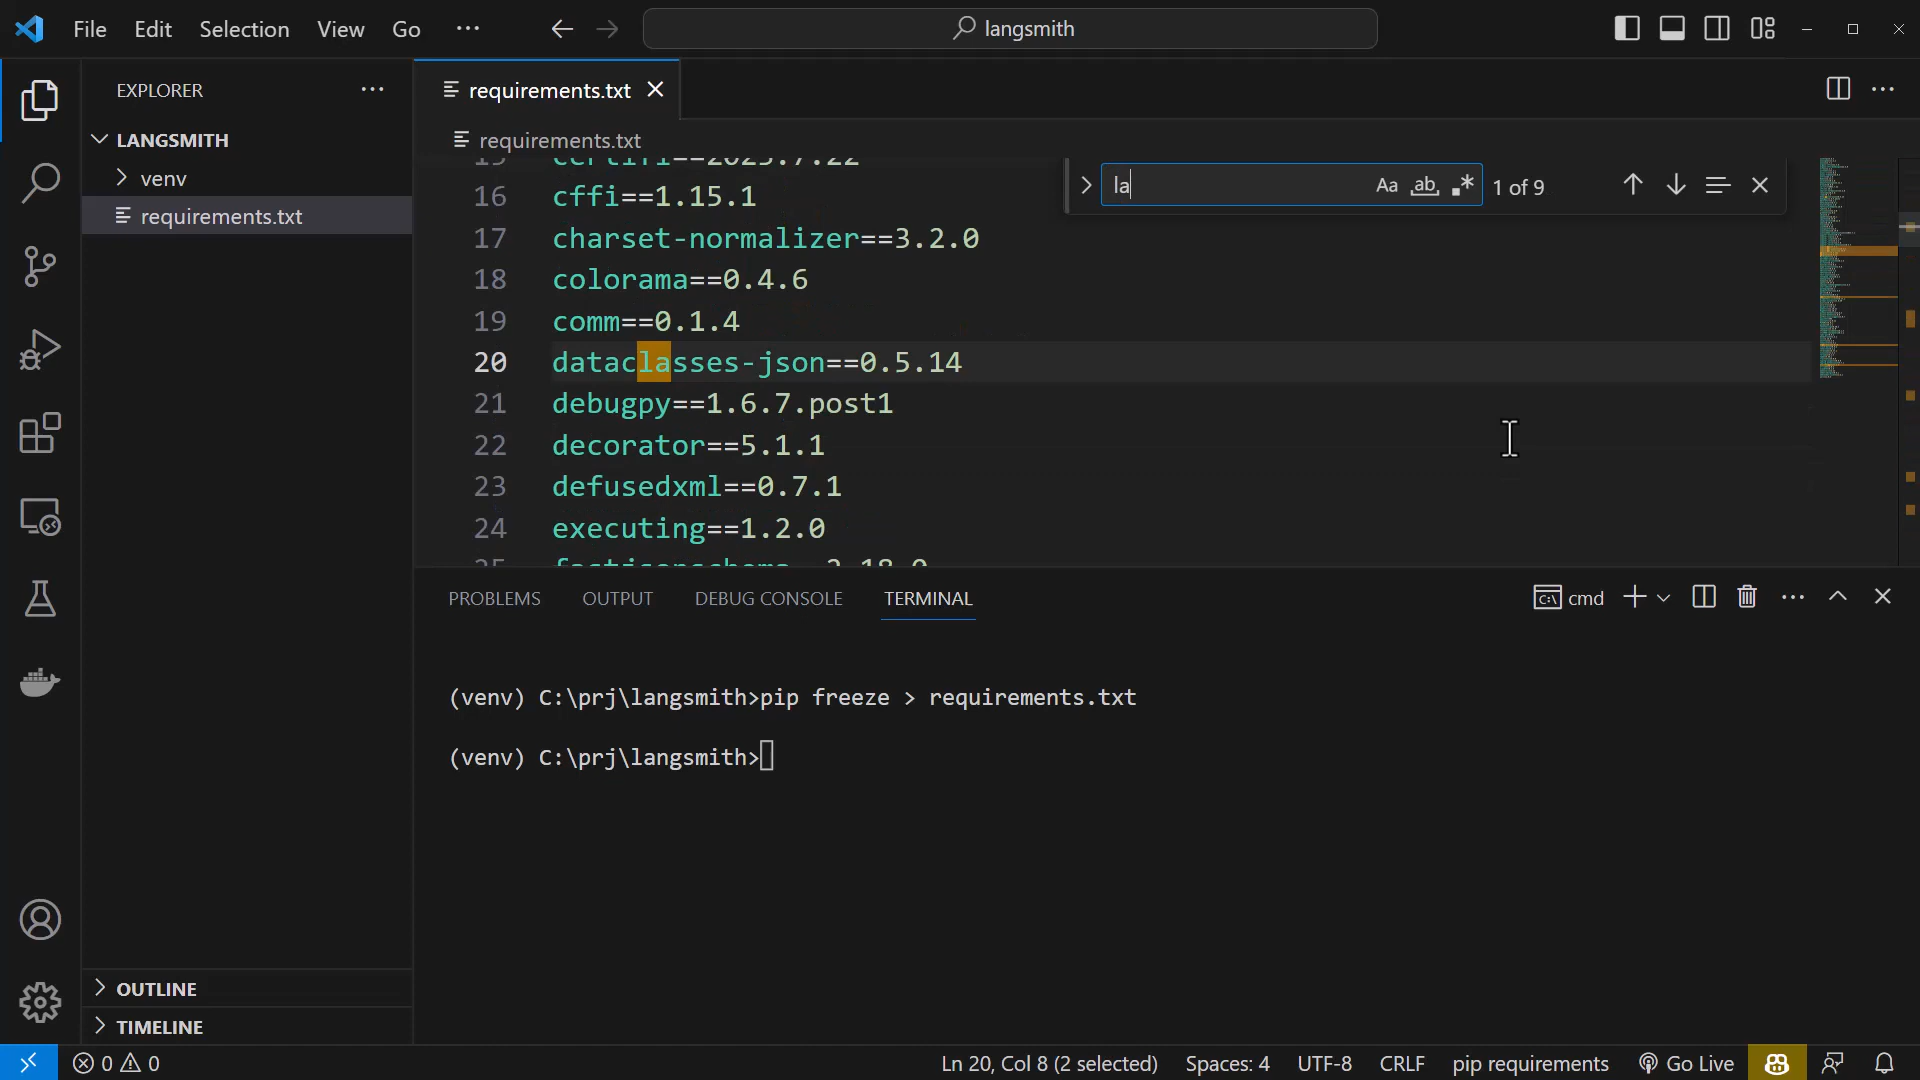 File Edit Selection View Go ···
langsmith
EXPLORER
LANGSMITH
venv
requirements.txt
OUTLINE
TIMELINE
requirements.txt
requirements.txt
15 certifi==2023.7.22
16 cffi==1.15.1
17 charset-normalizer==3.2.0
18 colorama==0.4.6
19 comm==0.1.4
20 dataclasses-json==0.5.14
21 debugpy==1.6.7.post1
22 decorator==5.1.1
23 defusedxml==0.7.1
24 executing==1.2.0
la
Aa ab .*
1 of 9
PROBLEMS OUTPUT DEBUG CONSOLE TERMINAL
cmd
(venv) C:\prj\langsmith>pip freeze > requirements.txt
(venv) C:\prj\langsmith>
0 0
Ln 20, Col 8 (2 selected) Spaces: 4 UTF-8 CRLF pip requirements Go Live